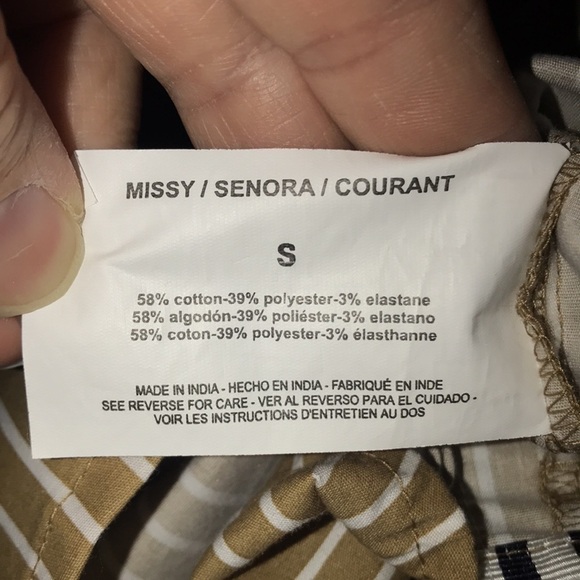 MISSY / SENORA / COURANT
S
58% cotton-39% polyester-3% elastane
58% algodón-39% poliéster-3% elastano
58% coton-39% polyester-3% élasthanne
MADE IN INDIA - HECHO EN INDIA - FABRIQUÉ EN INDE
SEE REVERSE FOR CARE - VER AL REVERSO PARA EL CUIDADO -
VOIR LES INSTRUCTIONS D'ENTRETIEN AU DOS